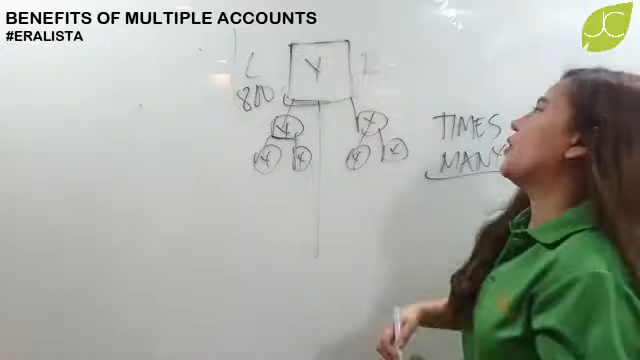 BENEFITS OF MULTIPLE ACCOUNTS
#ERALISTA
JC
L
Y
800
TIMES
MANY